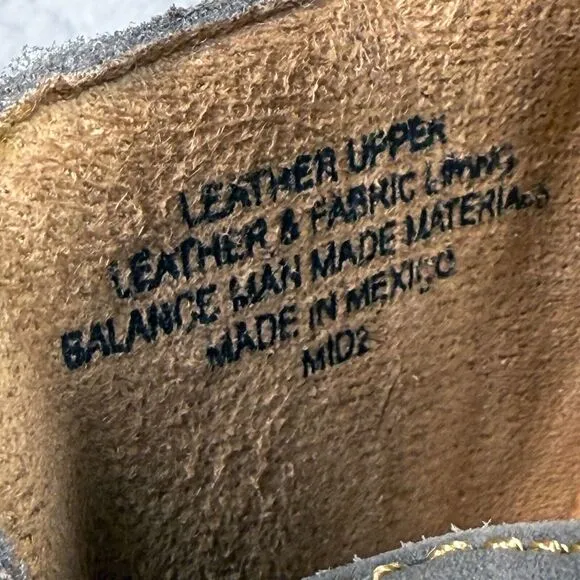 LEATHER UPPER
LEATHER & FABRIC LINING
BALANCE MAN MADE MATERIALS
MADE IN MEXICO
MID2